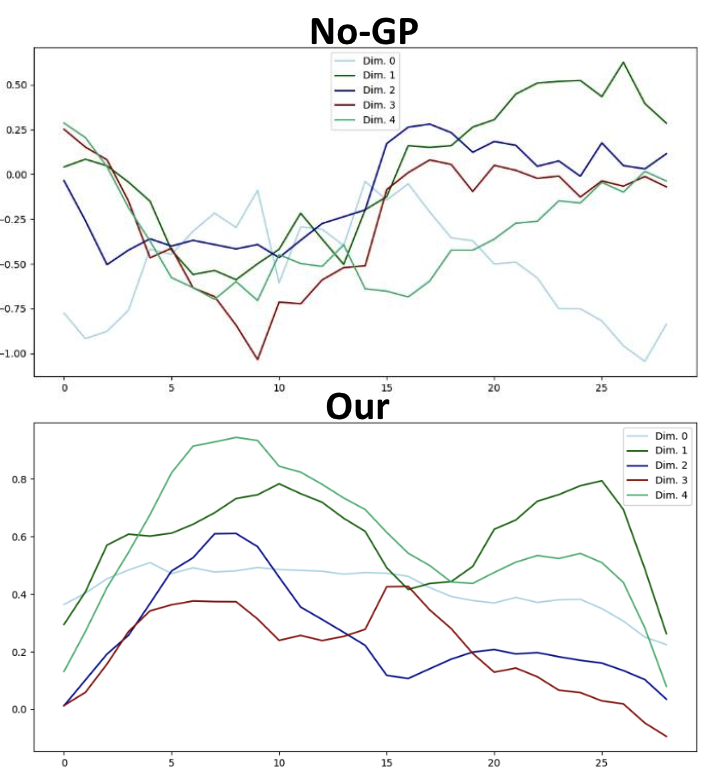 No-GP
Dim. 0
Dim. 1
Dim. 2
Dim. 3
Dim. 4
0.50
0.25
0.00
−0.25
−0.50
−0.75
−1.00
0 5 10 15 20 25
Our
Dim. 0
Dim. 1
Dim. 2
Dim. 3
Dim. 4
0.8
0.6
0.4
0.2
0.0
0 5 10 15 20 25